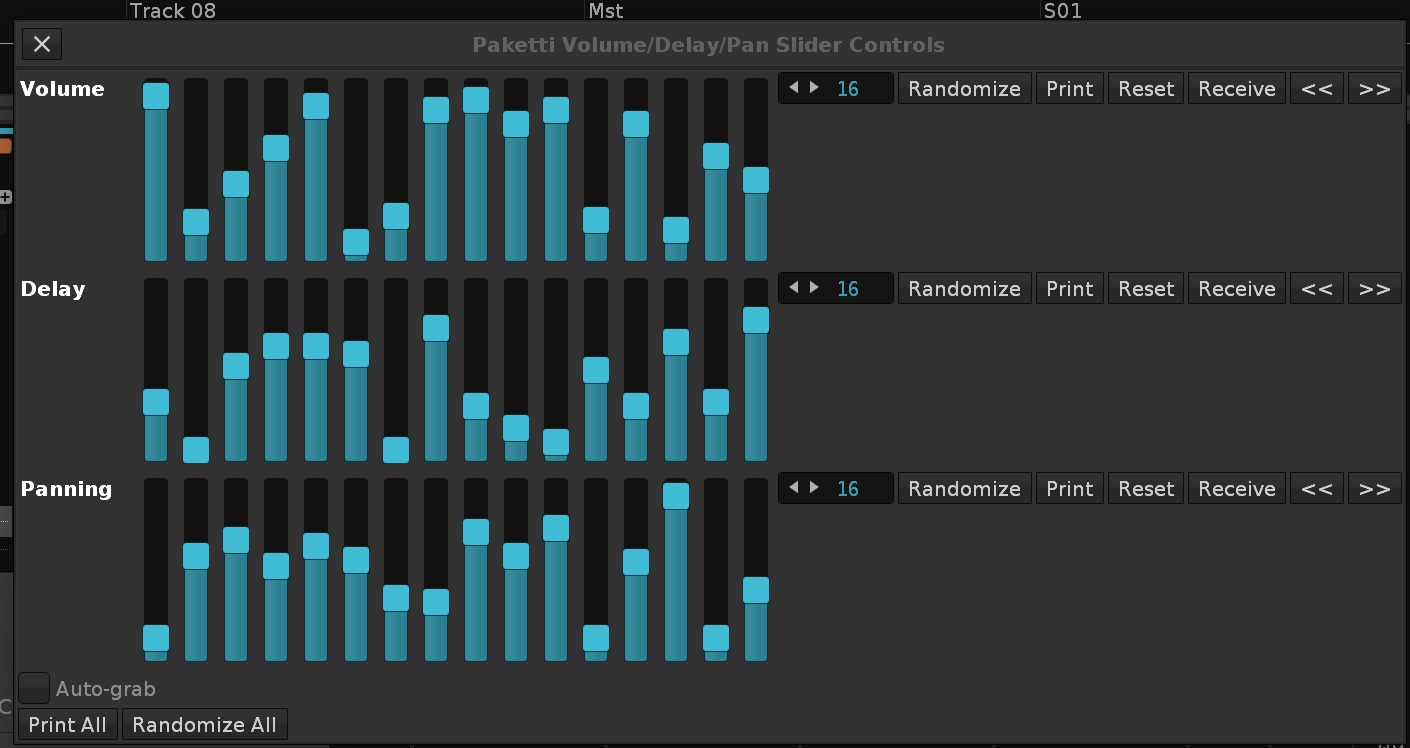 Track 08 Mst S01
Paketti Volume/Delay/Pan Slider Controls
Volume 16 Randomize Print Reset Receive << >>
Delay 16 Randomize Print Reset Receive << >>
Panning 16 Randomize Print Reset Receive << >>
Auto-grab
Print All Randomize All